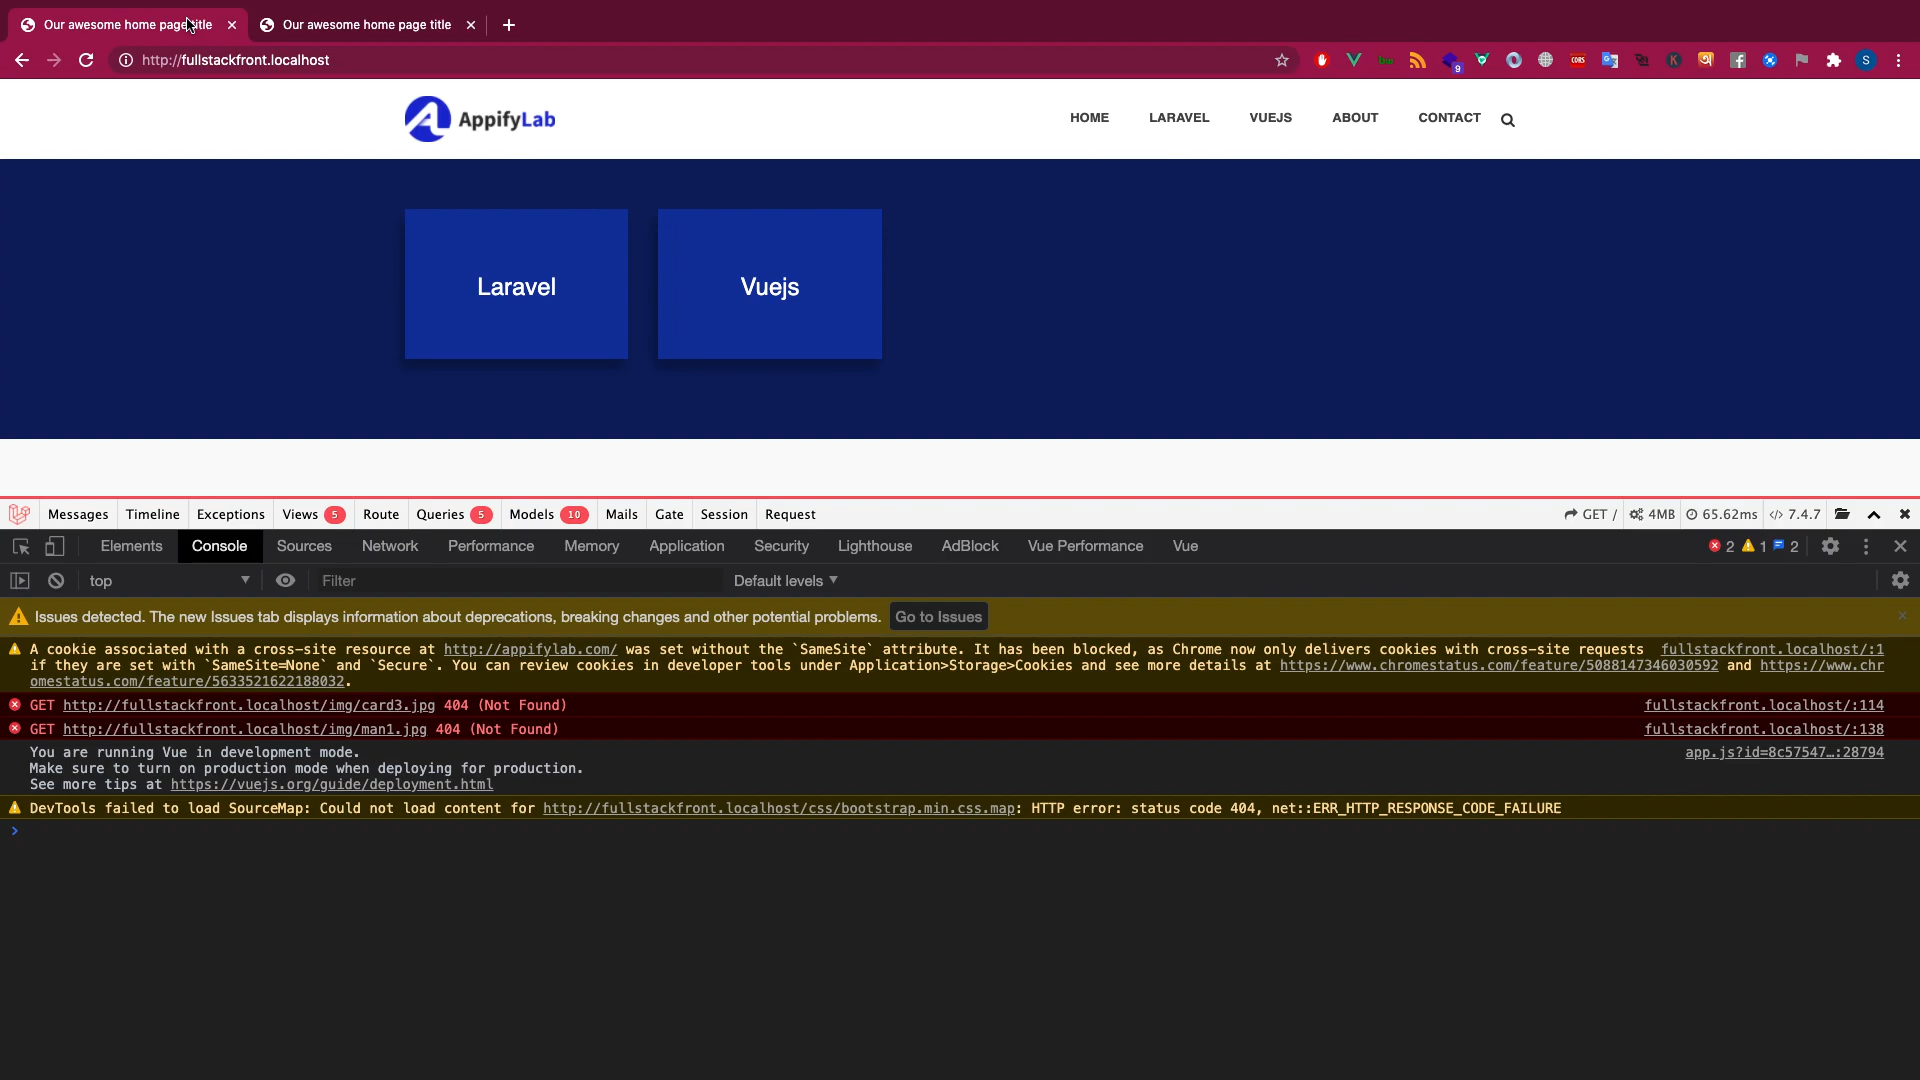 Our awesome home page title
Our awesome home page title
http://fullstackfront.localhost
9
CORS
K
S
AppifyLab
HOME LARAVEL VUEJS ABOUT CONTACT
Laravel
Vuejs
Messages Timeline Exceptions Views 5 Route Queries 5 Models 10 Mails Gate Session Request GET / 4MB 65.62ms </> 7.4.7
Elements Console Sources Network Performance Memory Application Security Lighthouse AdBlock Vue Performance Vue 2 1 2
top Filter Default levels
Issues detected. The new Issues tab displays information about deprecations, breaking changes and other potential problems. Go to Issues
A cookie associated with a cross-site resource at http://appifylab.com/ was set without the `SameSite` attribute. It has been blocked, as Chrome now only delivers cookies with cross-site requests fullstackfront.localhost/:1
if they are set with `SameSite=None` and `Secure`. You can review cookies in developer tools under Application>Storage>Cookies and see more details at https://www.chromestatus.com/feature/5088147346030592 and https://www.chr
omestatus.com/feature/5633521622188032.
GET http://fullstackfront.localhost/img/card3.jpg 404 (Not Found) fullstackfront.localhost/:114
GET http://fullstackfront.localhost/img/man1.jpg 404 (Not Found) fullstackfront.localhost/:138
You are running Vue in development mode. app.js?id=8c57547…:28794
Make sure to turn on production mode when deploying for production.
See more tips at https://vuejs.org/guide/deployment.html
DevTools failed to load SourceMap: Could not load content for http://fullstackfront.localhost/css/bootstrap.min.css.map: HTTP error: status code 404, net::ERR_HTTP_RESPONSE_CODE_FAILURE